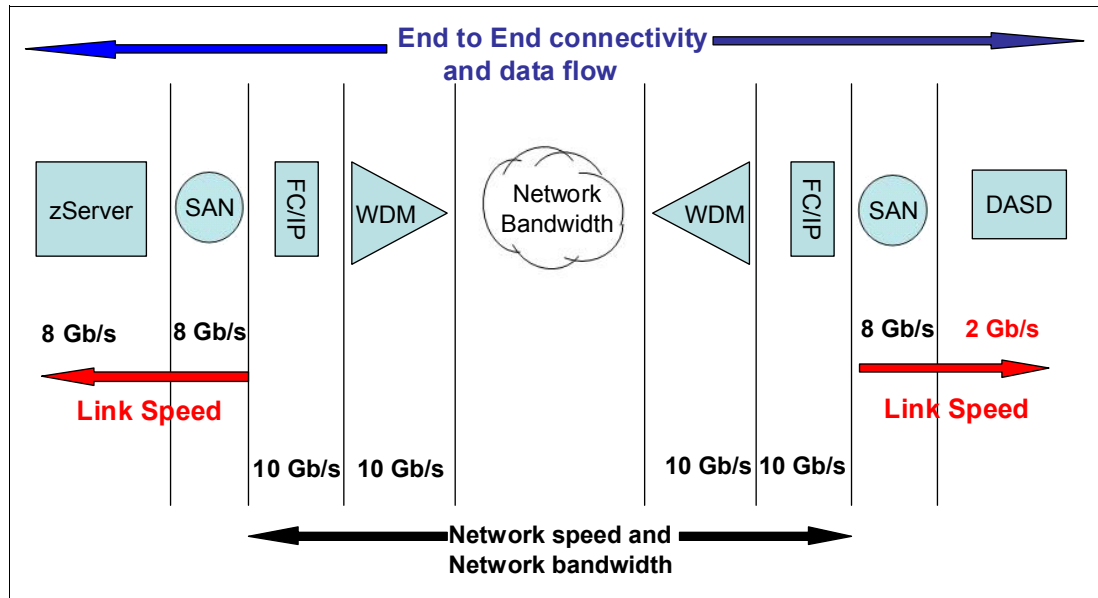 End to End connectivity
and data flow
zServer
SAN
FC/IP
WDM
Network
Bandwidth
WDM
FC/IP
SAN
DASD
8 Gb/s
8 Gb/s
8 Gb/s
2 Gb/s
Link Speed
Link Speed
10 Gb/s
10 Gb/s
10 Gb/s
10 Gb/s
Network speed and
Network bandwidth